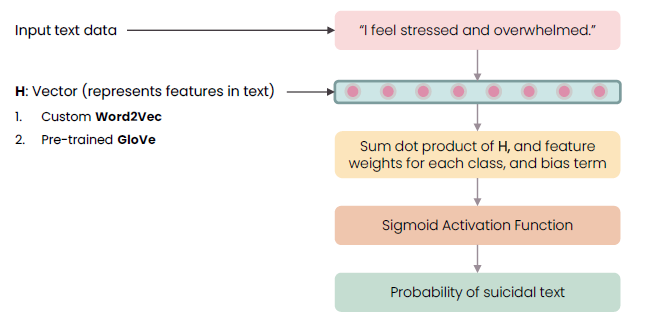 Input text data
“I feel stressed and overwhelmed.”
H: Vector (represents features in text)
1. Custom Word2Vec
2. Pre-trained GloVe
Sum dot product of H, and feature
weights for each class, and bias term
Sigmoid Activation Function
Probability of suicidal text